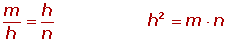 m/h = h/n    h² = m · n